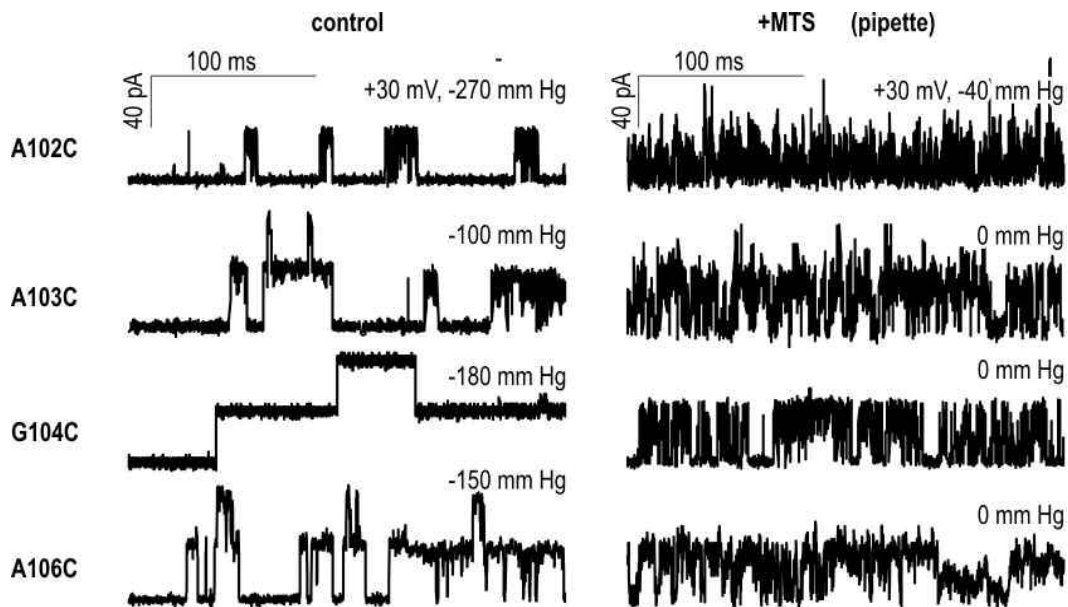 control
+MTS (pipette)
100 ms
100 ms
40 pA
40 pA
-
+30 mV, -270 mm Hg
+30 mV, -40 mm Hg
A102C
-100 mm Hg
0 mm Hg
A103C
-180 mm Hg
0 mm Hg
G104C
-150 mm Hg
0 mm Hg
A106C